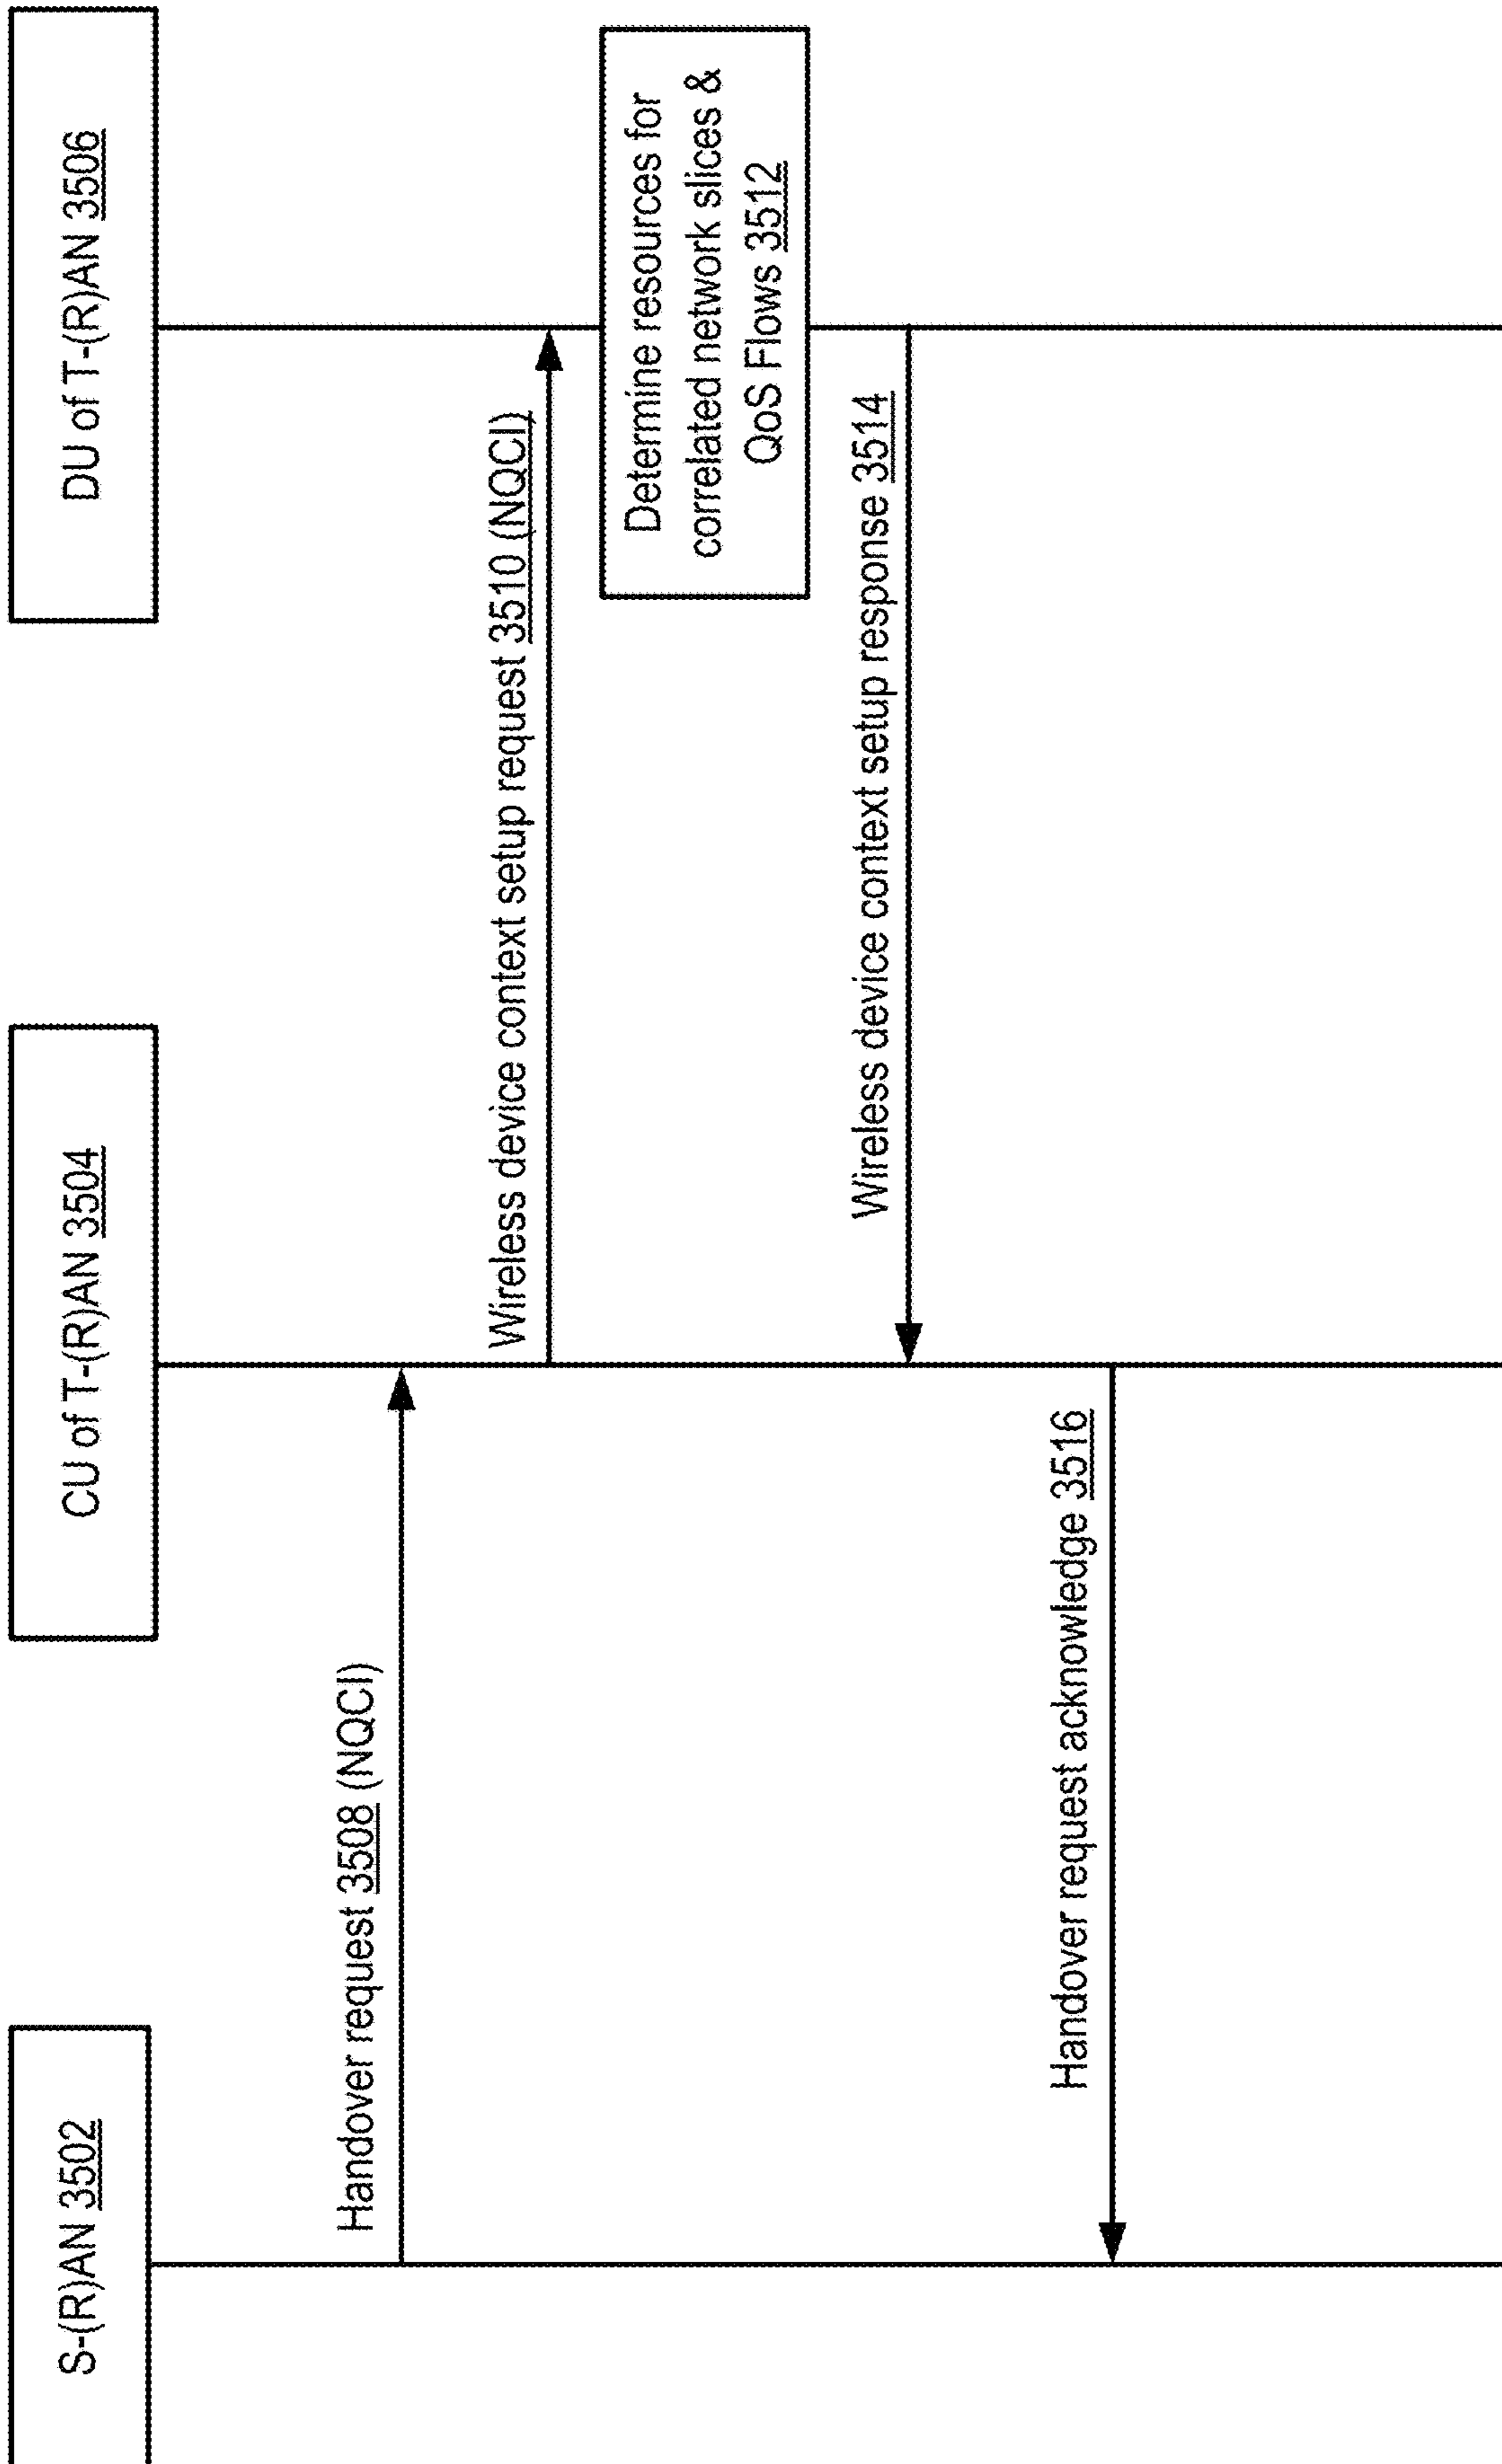 S-(R)AN 3502
CU of T-(R)AN 3504
DU of T-(R)AN 3506
Handover request 3508 (NQCI)
Wireless device context setup request 3510 (NQCI)
Determine resources for
correlated network slices &
QoS Flows 3512
Wireless device context setup response 3514
Handover request acknowledge 3516